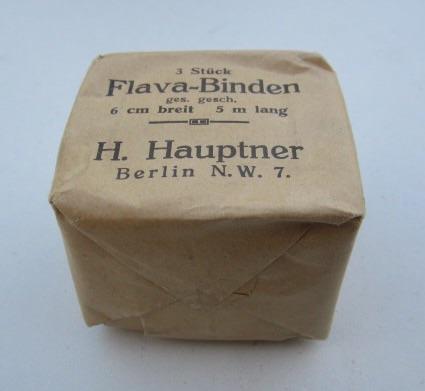 3 Stück
Flava-Binden
ges. gesch.
6 cm breit 5 m lang
H. Hauptner
Berlin N.W. 7.